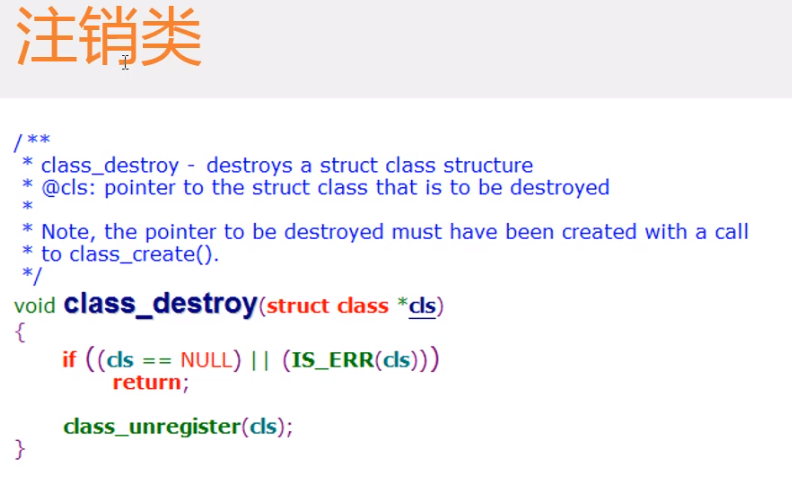 注销类
/**
 * class_destroy - destroys a struct class structure
 * @cls: pointer to the struct class that is to be destroyed
 *
 * Note, the pointer to be destroyed must have been created with a call
 * to class_create().
 */
void class_destroy(struct class *cls)
{
    if ((cls == NULL) || (IS_ERR(cls)))
        return;

    class_unregister(cls);
}